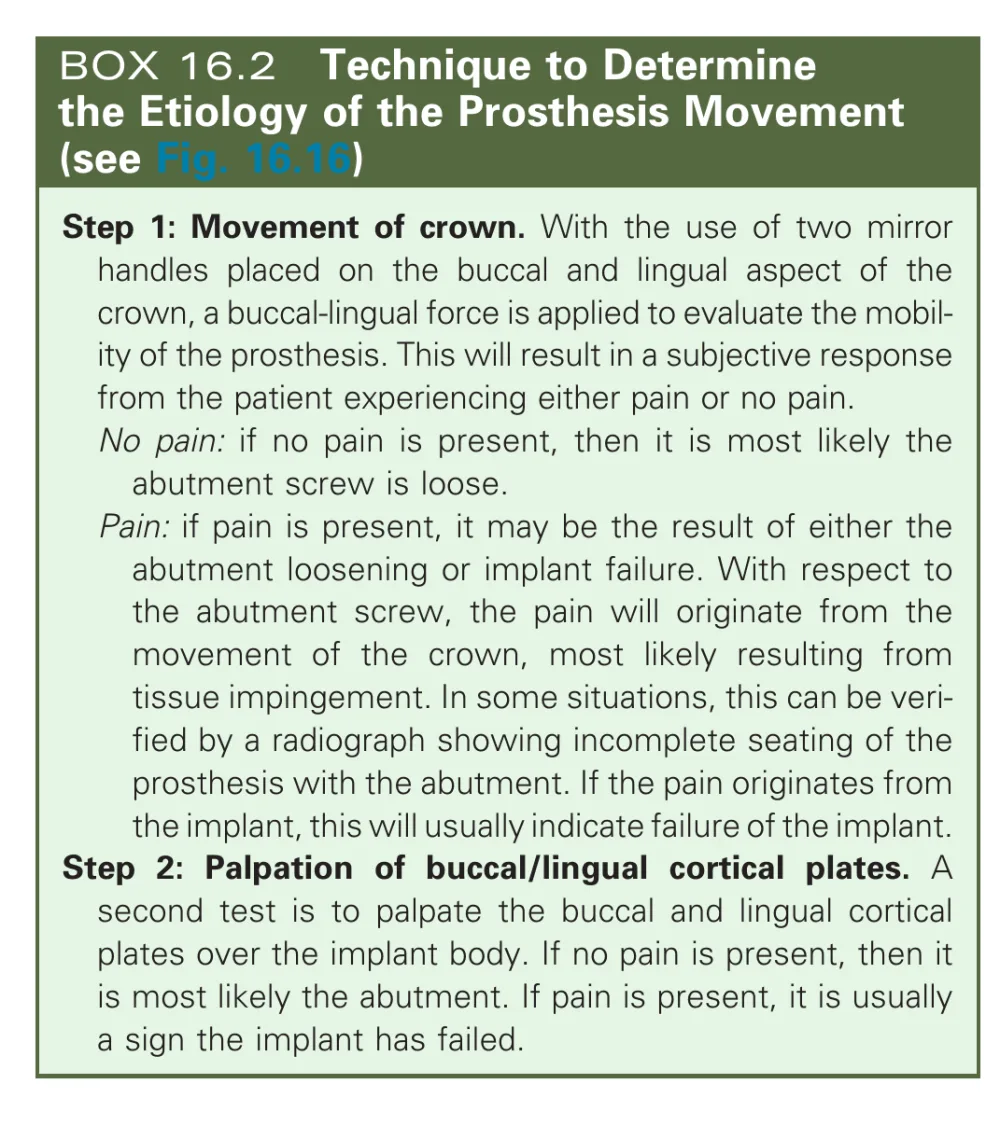 BOX 16.2 Technique to Determine
the Etiology of the Prosthesis Movement
(see Fig. 16.16)
Step 1: Movement of crown. With the use of two mirror
handles placed on the buccal and lingual aspect of the
crown, a buccal-lingual force is applied to evaluate the mobil-
ity of the prosthesis. This will result in a subjective response
from the patient experiencing either pain or no pain.
No pain: if no pain is present, then it is most likely the
abutment screw is loose.
Pain: if pain is present, it may be the result of either the
abutment loosening or implant failure. With respect to
the abutment screw, the pain will originate from the
movement of the crown, most likely resulting from
tissue impingement. In some situations, this can be veri-
fied by a radiograph showing incomplete seating of the
prosthesis with the abutment. If the pain originates from
the implant, this will usually indicate failure of the implant.
Step 2: Palpation of buccal/lingual cortical plates. A
second test is to palpate the buccal and lingual cortical
plates over the implant body. If no pain is present, then it
is most likely the abutment. If pain is present, it is usually
a sign the implant has failed.